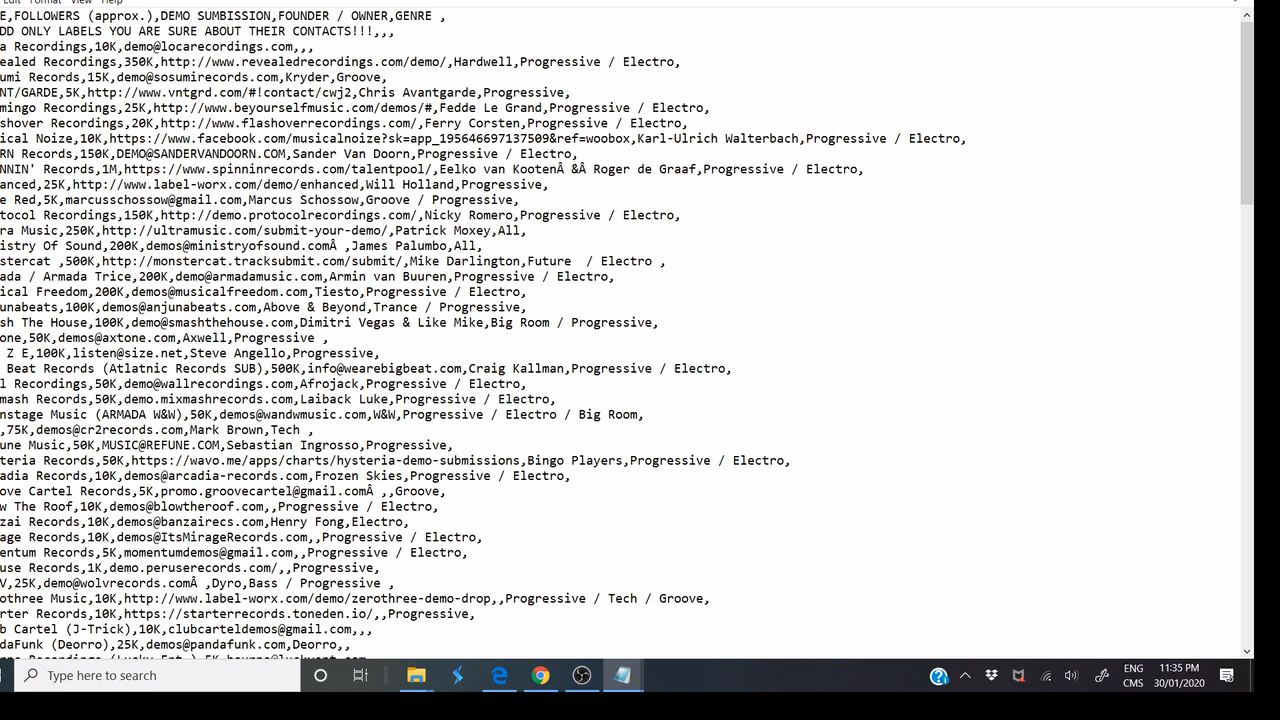 Edit Format View Help
E,FOLLOWERS (approx.),DEMO SUMBISSION,FOUNDER / OWNER,GENRE ,
DD ONLY LABELS YOU ARE SURE ABOUT THEIR CONTACTS!!!,,,
a Recordings,10K,demo@locarecordings.com,,,
ealed Recordings,350K,http://www.revealedrecordings.com/demo/,Hardwell,Progressive / Electro,
umi Records,15K,demo@sosumirecords.com,Kryder,Groove,
NT/GARDE,5K,http://www.vntgrd.com/#!contact/cwj2,Chris Avantgarde,Progressive,
mingo Recordings,25K,http://www.beyourselfmusic.com/demos/#,Fedde Le Grand,Progressive / Electro,
shover Recordings,20K,http://www.flashoverrecordings.com/,Ferry Corsten,Progressive / Electro,
ical Noize,10K,https://www.facebook.com/musicalnoize?sk=app_195646697137509&ref=woobox,Karl-Ulrich Walterbach,Progressive / Electro,
RN Records,150K,DEMO@SANDERVANDOORN.COM,Sander Van Doorn,Progressive / Electro,
NNIN' Records,1M,https://www.spinninrecords.com/talentpool/,Eelko van KootenÂ &Â Roger de Graaf,Progressive / Electro,
anced,25K,http://www.label-worx.com/demo/enhanced,Will Holland,Progressive,
e Red,5K,marcusschossow@gmail.com,Marcus Schossow,Groove / Progressive,
tocol Recordings,150K,http://demo.protocolrecordings.com/,Nicky Romero,Progressive / Electro,
ra Music,250K,http://ultramusic.com/submit-your-demo/,Patrick Moxey,All,
istry Of Sound,200K,demos@ministryofsound.comÂ ,James Palumbo,All,
stercat ,500K,http://monstercat.tracksubmit.com/submit/,Mike Darlington,Future  / Electro ,
ada / Armada Trice,200K,demo@armadamusic.com,Armin van Buuren,Progressive / Electro,
ical Freedom,200K,demos@musicalfreedom.com,Tiesto,Progressive / Electro,
unabeats,100K,demos@anjunabeats.com,Above & Beyond,Trance / Progressive,
sh The House,100K,demo@smashthehouse.com,Dimitri Vegas & Like Mike,Big Room / Progressive,
one,50K,demos@axtone.com,Axwell,Progressive ,
Z E,100K,listen@size.net,Steve Angello,Progressive,
Beat Records (Atlatnic Records SUB),500K,info@wearebigbeat.com,Craig Kallman,Progressive / Electro,
l Recordings,50K,demo@wallrecordings.com,Afrojack,Progressive / Electro,
mash Records,50K,demo.mixmashrecords.com,Laiback Luke,Progressive / Electro,
nstage Music (ARMADA W&W),50K,demos@wandwmusic.com,W&W,Progressive / Electro / Big Room,
,75K,demos@cr2records.com,Mark Brown,Tech ,
une Music,50K,MUSIC@REFUNE.COM,Sebastian Ingrosso,Progressive,
teria Records,50K,https://wavo.me/apps/charts/hysteria-demo-submissions,Bingo Players,Progressive / Electro,
adia Records,10K,demos@arcadia-records.com,Frozen Skies,Progressive / Electro,
ove Cartel Records,5K,promo.groovecartel@gmail.comÂ ,,Groove,
w The Roof,10K,demos@blowtheroof.com,,Progressive / Electro,
zai Records,10K,demos@banzairecs.com,Henry Fong,Electro,
age Records,10K,demos@ItsMirageRecords.com,,Progressive / Electro,
entum Records,5K,momentumdemos@gmail.com,,Progressive / Electro,
use Records,1K,demo.peruserecords.com/,,Progressive,
V,25K,demo@wolvrecords.comÂ ,Dyro,Bass / Progressive ,
othree Music,10K,http://www.label-worx.com/demo/zerothree-demo-drop,,Progressive / Tech / Groove,
rter Records,10K,https://starterrecords.toneden.io/,,Progressive,
b Cartel (J-Trick),10K,clubcarteldemos@gmail.com,,,
daFunk (Deorro),25K,demos@pandafunk.com,Deorro,,
Type here to search
ENG
CMS
11:35 PM
30/01/2020